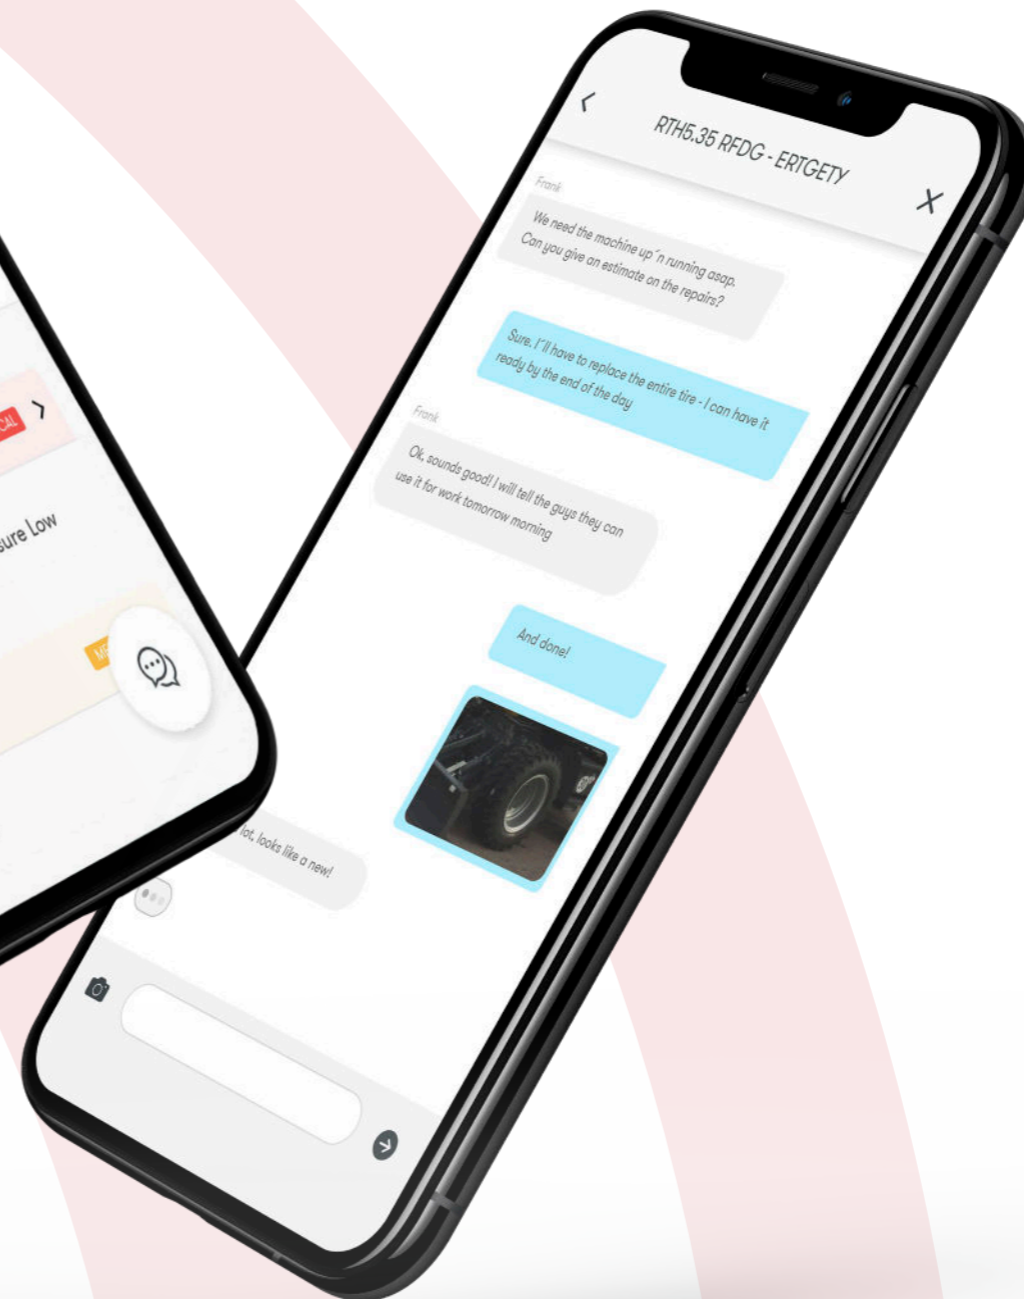 RTH5.35 RFDG - ERTGETY
Frank
We need the machine up´n running asap.
Can you give an estimate on the repairs?
Sure. I´ll have to replace the entire tire - I can have it
ready by the end of the day
Frank
Ok, sounds good! I will tell the guys they can
use it for work tomorrow morning
And done!
lot, looks like a new!
Low